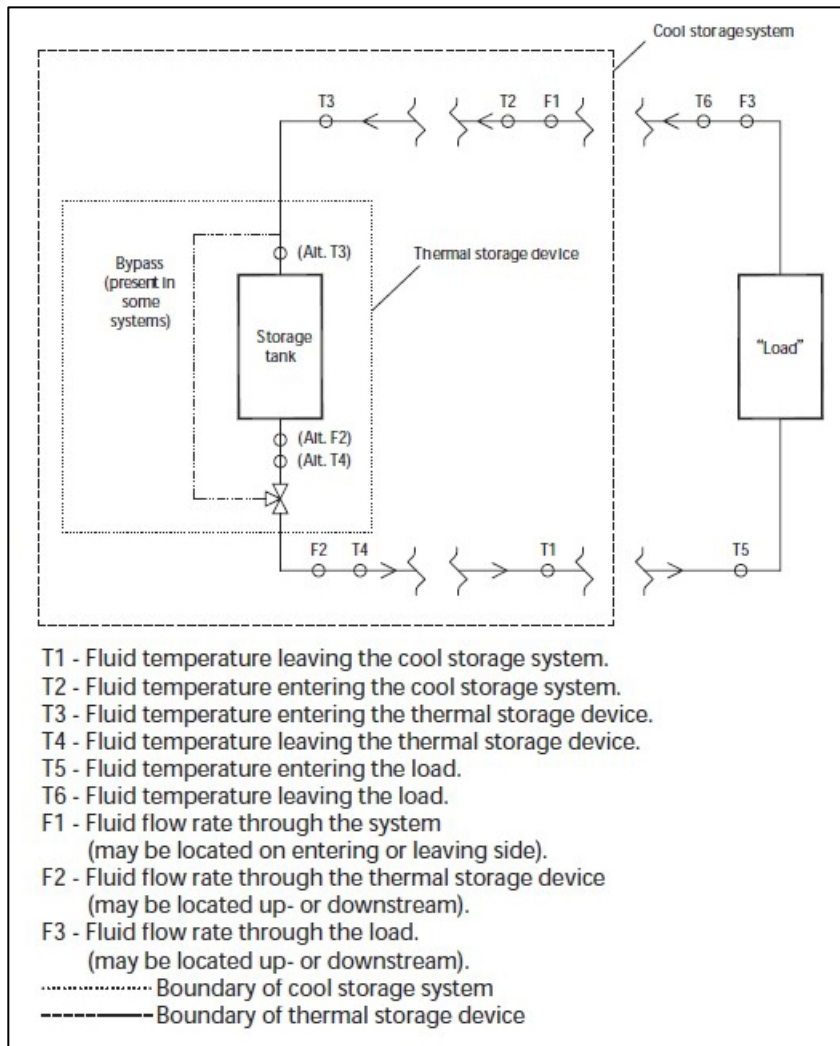 Cool storage system
T3
T2
F1
T6
F3
(Alt. T3)
Thermal storage device
Bypass
(present in
some
systems)
Storage
tank
"Load"
(Alt. F2)
(Alt. T4)
F2
T4
T1
T5
T1 - Fluid temperature leaving the cool storage system.
T2 - Fluid temperature entering the cool storage system.
T3 - Fluid temperature entering the thermal storage device.
T4 - Fluid temperature leaving the thermal storage device.
T5 - Fluid temperature entering the load.
T6 - Fluid temperature leaving the load.
F1 - Fluid flow rate through the system
(may be located on entering or leaving side).
F2 - Fluid flow rate through the thermal storage device
(may be located up- or downstream).
F3 - Fluid flow rate through the load.
(may be located up- or downstream).
Boundary of cool storage system
Boundary of thermal storage device